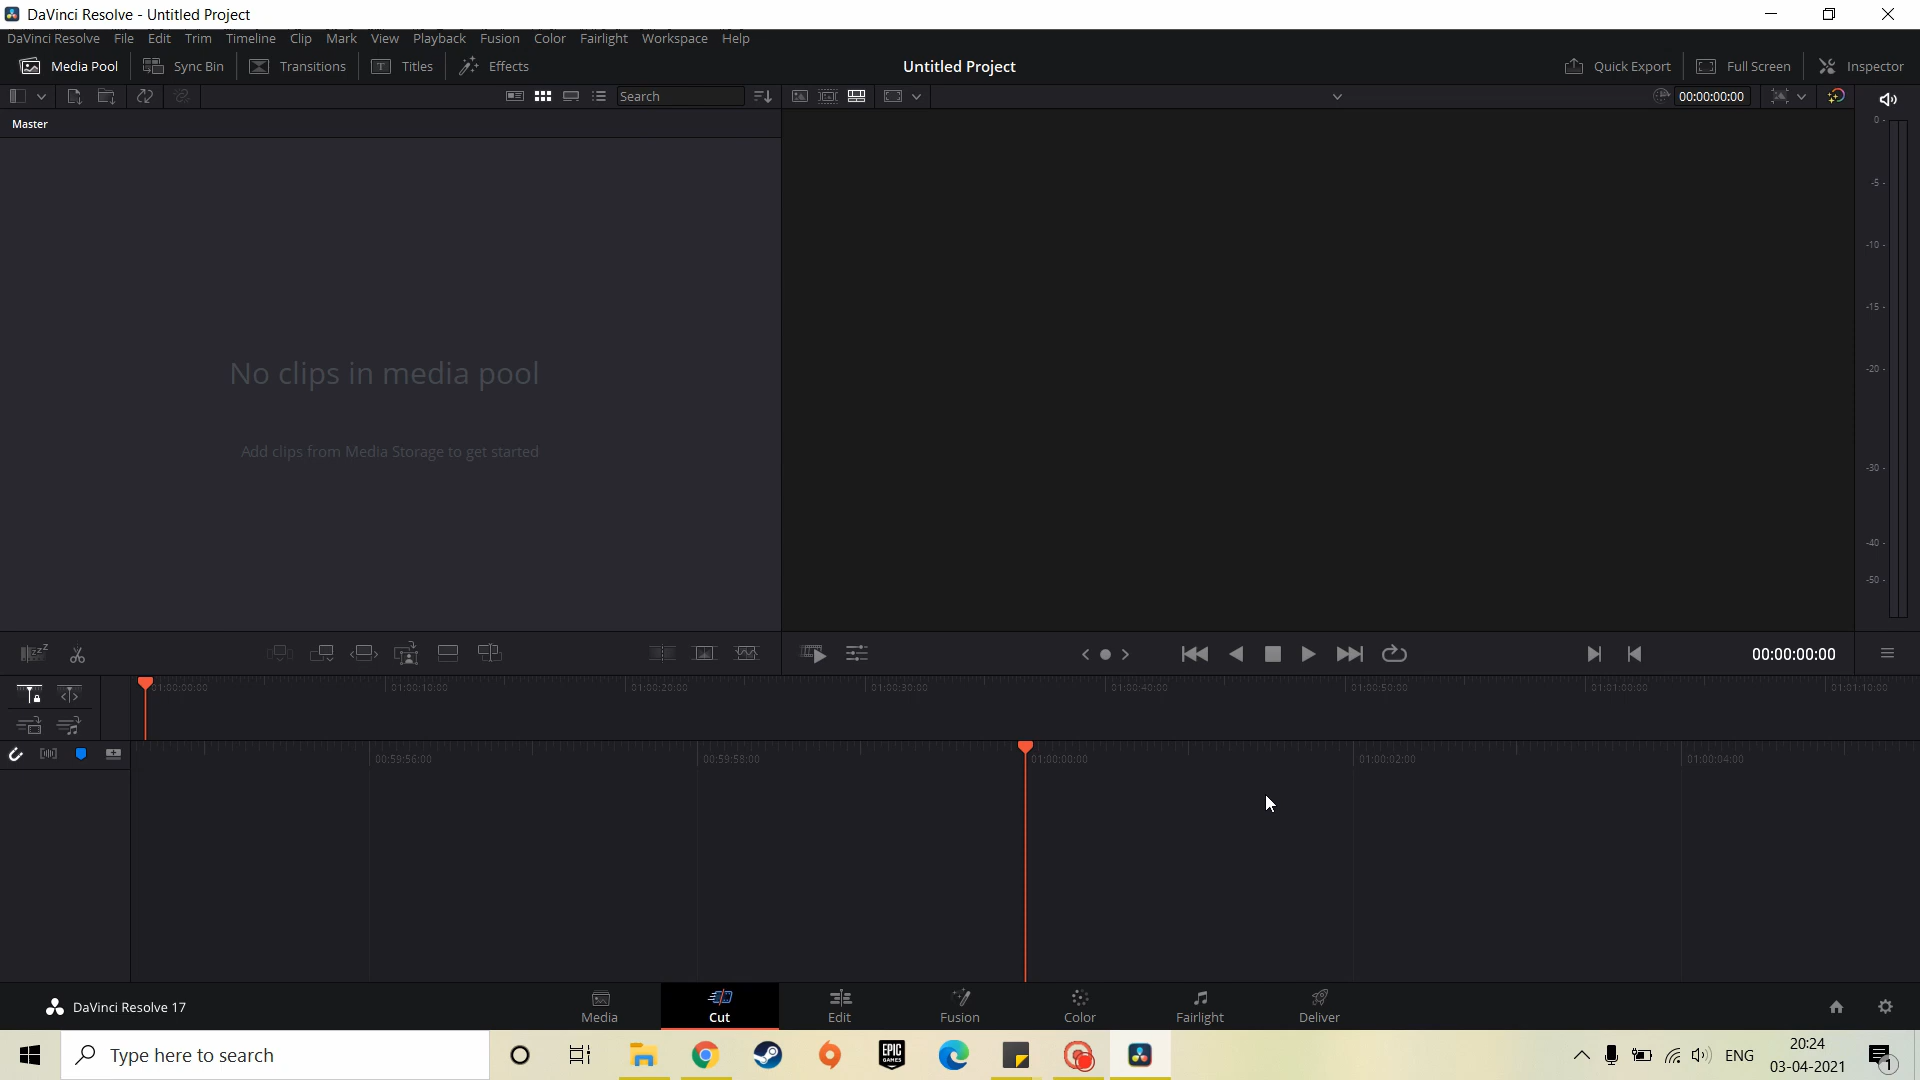 DaVinci Resolve - Untitled Project
DaVinci Resolve File Edit Trim Timeline Clip Mark View Playback Fusion Color Fairlight Workspace Help
Media Pool Sync Bin Transitions Titles Effects Untitled Project Quick Export Full Screen Inspector
Search 00:00:00:00
Master
0 -
-5 -
-10 -
-15 -
-20 -
-30 -
-40 -
-50 -
No clips in media pool
Add clips from Media Storage to get started
00:00:00:00
01:00:00:00 01:00:10:00 01:00:20:00 01:00:30:00 01:00:40:00 01:00:50:00 01:01:00:00 01:01:10:00
00:59:56:00 00:59:58:00 01:00:00:00 01:00:02:00 01:00:04:00
DaVinci Resolve 17
Media Cut Edit Fusion Color Fairlight Deliver
Type here to search
EPIC
GAMES
ENG
20:24
03-04-2021
1